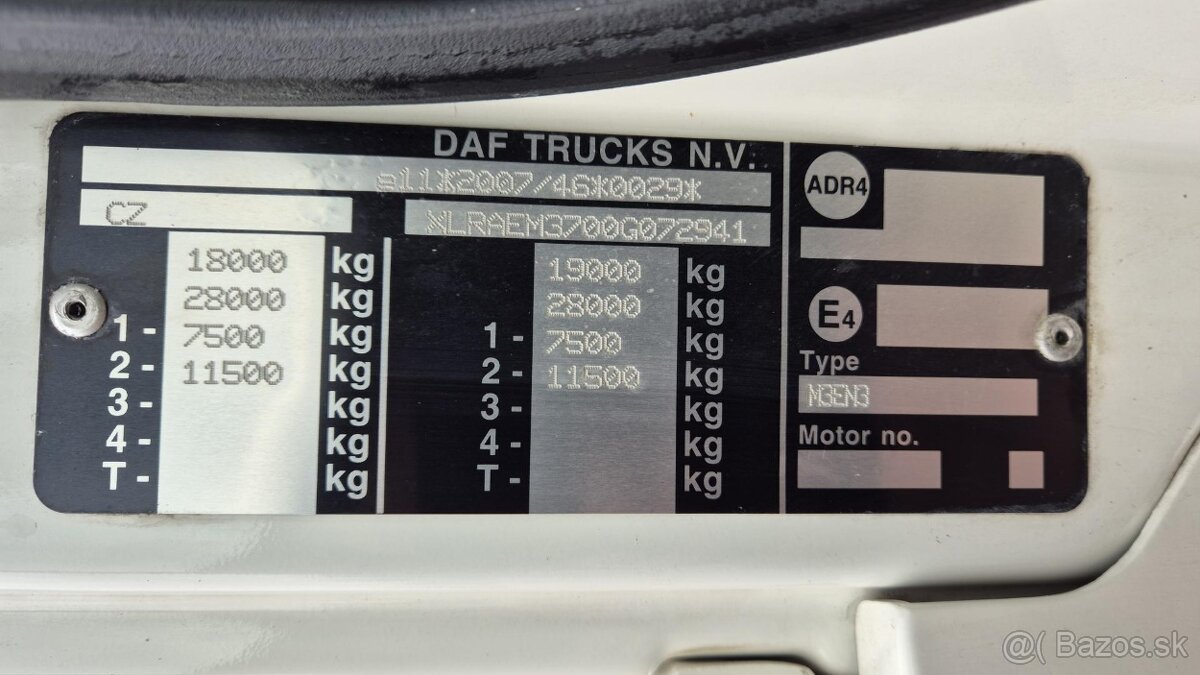 DAF TRUCKS N.V.
e11*2007/46*0029*
CZ XLRAEM3700G072941
18000 kg 19000 kg
28000 kg 28000 kg
1- 7500 kg 1- 7500 kg
2- 11500 kg 2- 11500 kg
3- kg 3- kg
4- kg 4- kg
T- kg T- kg
ADR4
E4
Type
M3EN3
Motor no.
@( Bazos.sk